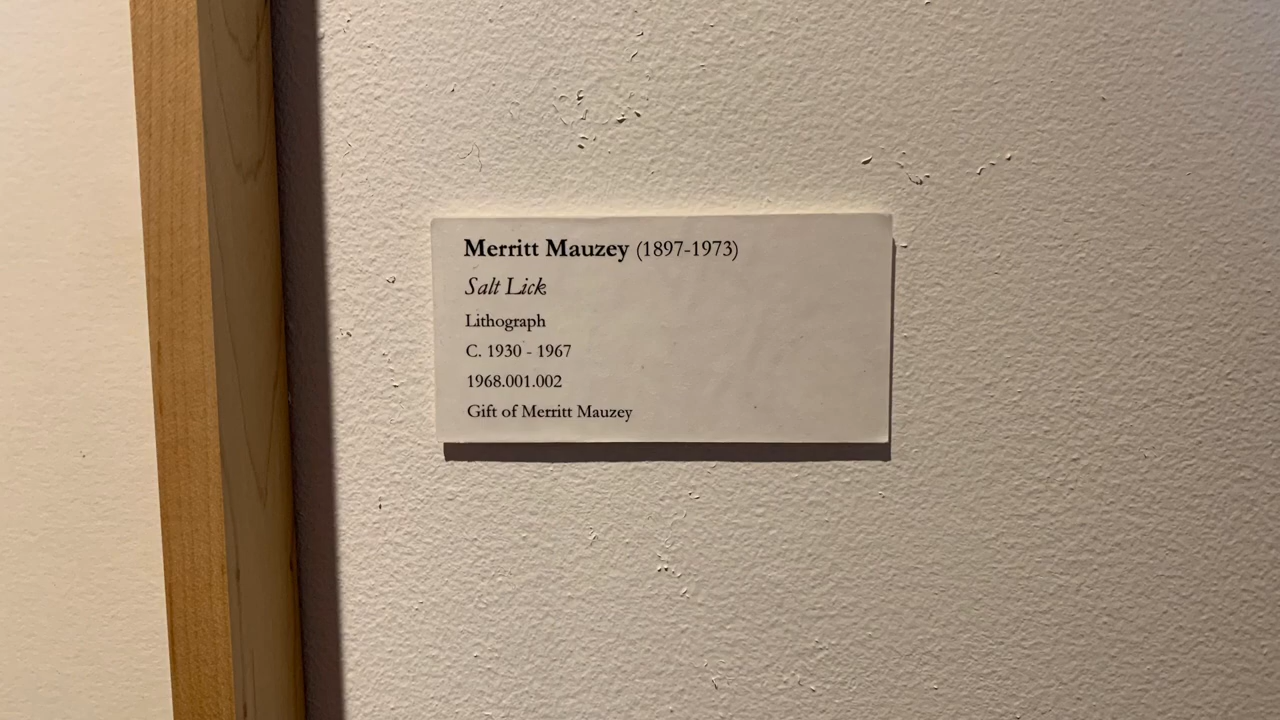 Merritt Mauzey (1897-1973)
Salt Lick
Lithograph
C. 1930 - 1967
1968.001.002
Gift of Merritt Mauzey